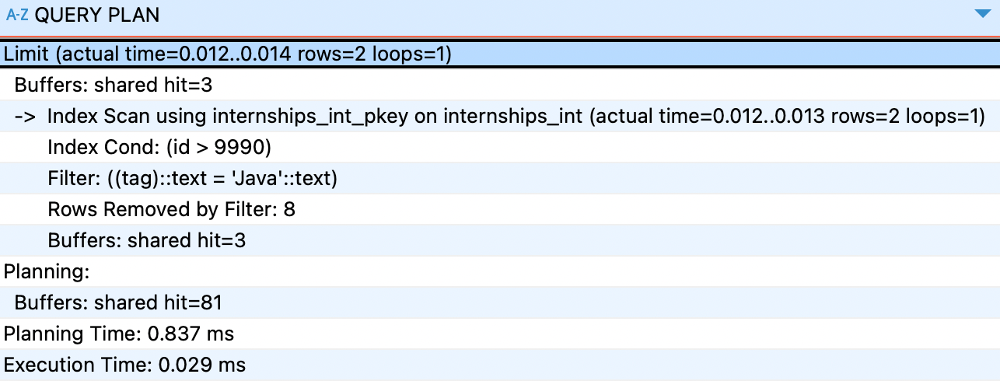 A-Z QUERY PLAN
Limit (actual time=0.012..0.014 rows=2 loops=1)
Buffers: shared hit=3
-> Index Scan using internships_int_pkey on internships_int (actual time=0.012..0.013 rows=2 loops=1)
Index Cond: (id > 9990)
Filter: ((tag)::text = 'Java'::text)
Rows Removed by Filter: 8
Buffers: shared hit=3
Planning:
Buffers: shared hit=81
Planning Time: 0.837 ms
Execution Time: 0.029 ms